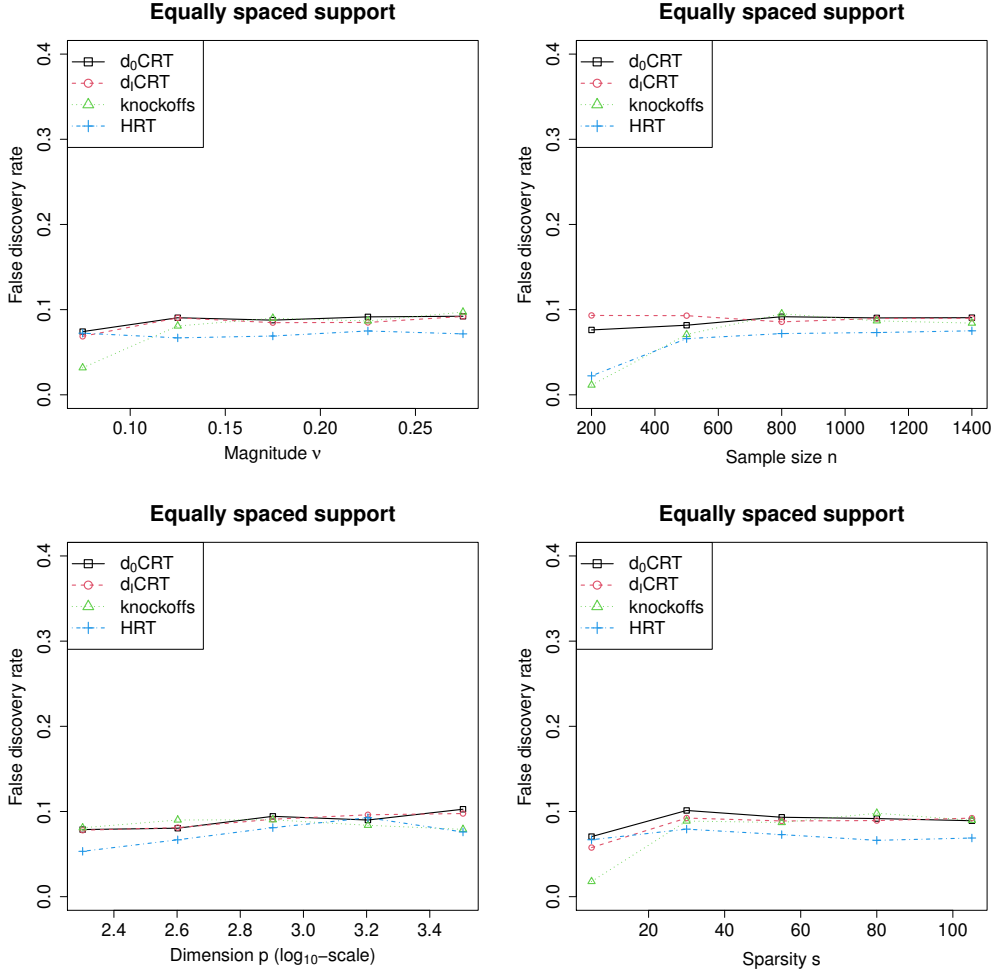 Equally spaced support
False discovery rate
0.0 0.1 0.2 0.3 0.4
d₀CRT
dᵢCRT
knockoffs
HRT
0.10 0.15 0.20 0.25
Magnitude ν
Equally spaced support
False discovery rate
0.0 0.1 0.2 0.3 0.4
d₀CRT
dᵢCRT
knockoffs
HRT
200 400 600 800 1000 1200 1400
Sample size n
Equally spaced support
False discovery rate
0.0 0.1 0.2 0.3 0.4
d₀CRT
dᵢCRT
knockoffs
HRT
2.4 2.6 2.8 3.0 3.2 3.4
Dimension p (log₁₀−scale)
Equally spaced support
False discovery rate
0.0 0.1 0.2 0.3 0.4
d₀CRT
dᵢCRT
knockoffs
HRT
20 40 60 80 100
Sparsity s